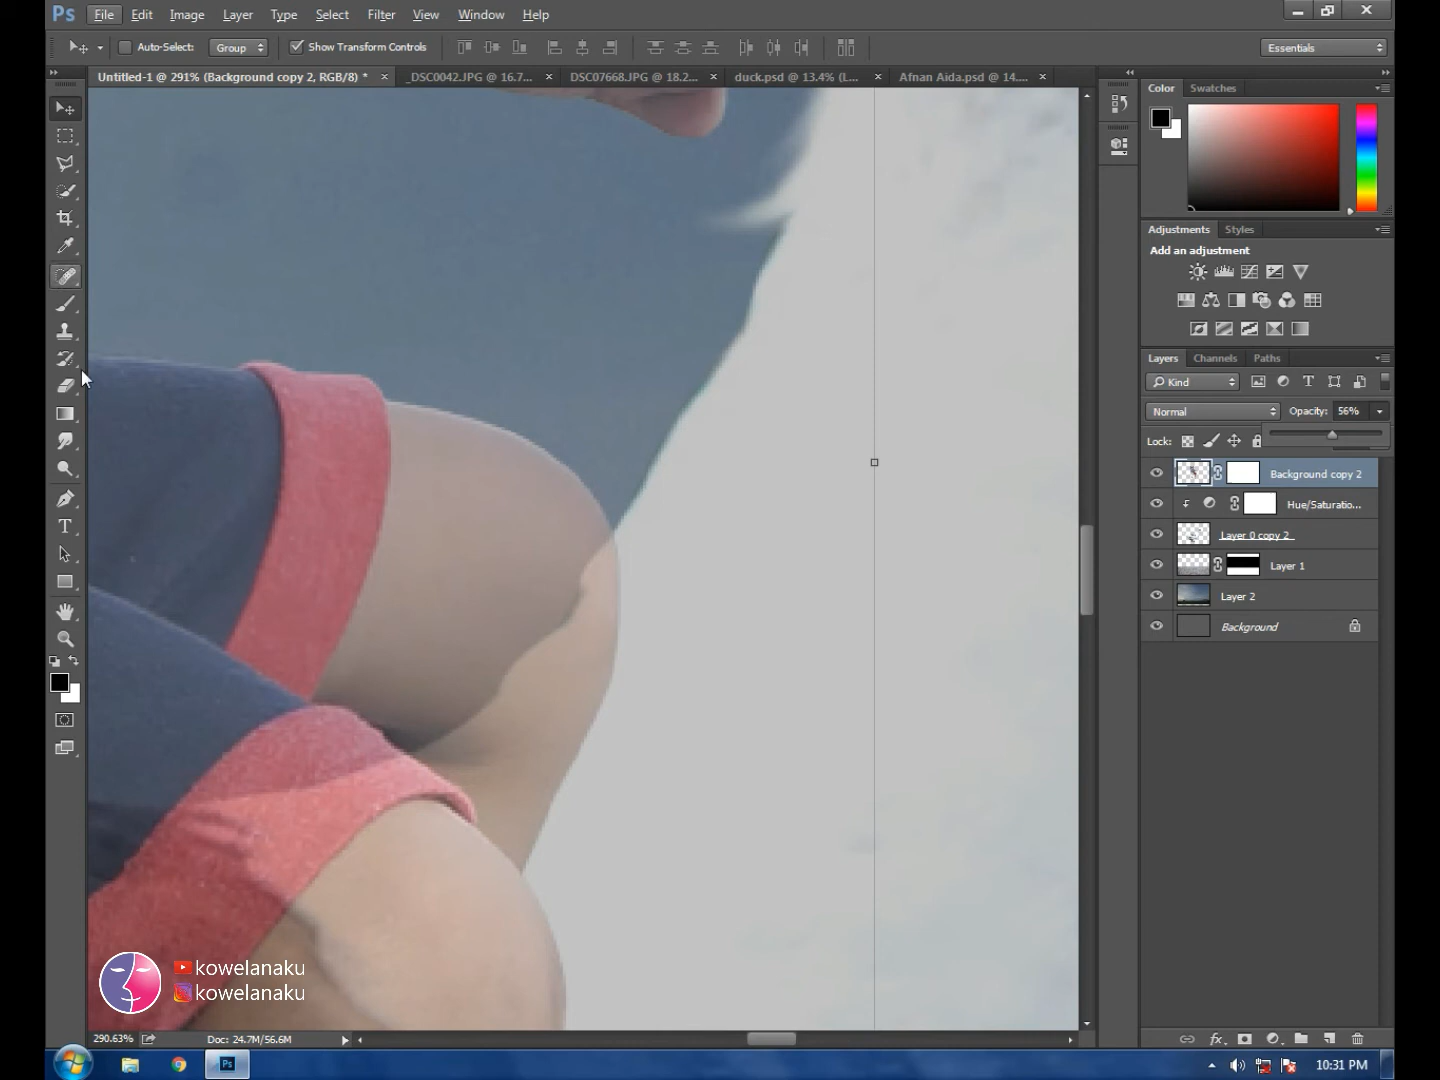 Ps File Edit Image Layer Type Select Filter View Window Help
Auto-Select: Group Show Transform Controls Essentials
Untitled-1 @ 291% (Background copy 2, RGB/8) * × _DSC0042.JPG @ 16.7... × DSC07668.JPG @ 18.2... × duck.psd @ 13.4% (L... × Afnan Aida.psd @ 14.... ×
Color Swatches
Adjustments Styles
Add an adjustment
Layers Channels Paths
Kind
Normal Opacity: 56%
Lock:
Background copy 2
Hue/Saturatio...
Layer 0 copy 2
Layer 1
Layer 2
Background
kowelanaku
kowelanaku
290.63% Doc: 24.7M/56.6M
Ps 10:31 PM